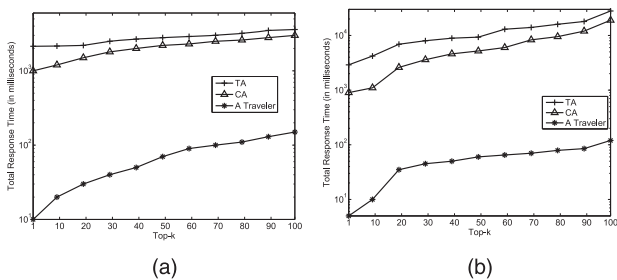 Total Response Time (in milliseconds)
10³
10²
10¹
TA
CA
A Traveler
1 10 20 30 40 50 60 70 80 90 100
Top-k
(a)
Total Response Time (in milliseconds)
10⁴
10³
10²
10¹
TA
CA
A Traveler
1 10 20 30 40 50 60 70 80 90 100
Top-k
(b)